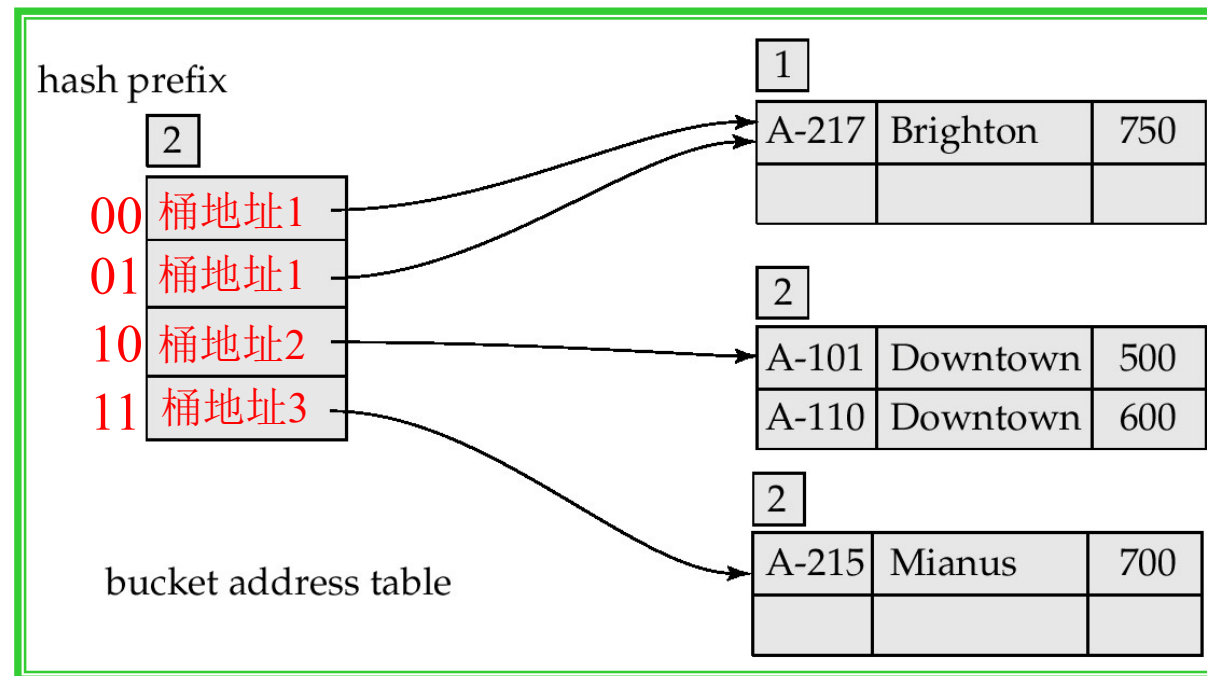 hash prefix
2
00 桶地址1
01 桶地址1
10 桶地址2
11 桶地址3
bucket address table
1
A-217 Brighton 750
2
A-101 Downtown 500
A-110 Downtown 600
2
A-215 Mianus 700